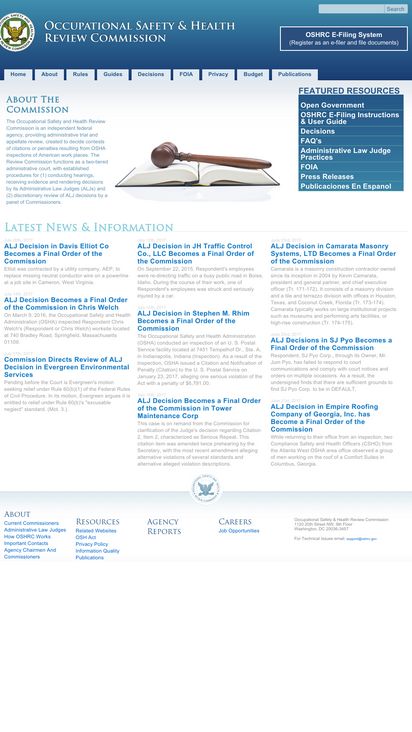 Search
OCCUPATIONAL SAFETY & HEALTH
REVIEW COMMISSION
OSHRC E-Filing System
(Register as an e-filer and file documents)
Home
About
Rules
Guides
Decisions
FOIA
Privacy
Budget
Publications
ABOUT THE
COMMISSION
The Occupational Safety and Health Review
Commission is an independent federal
agency, providing administrative trial and
appellate review, created to decide contests
of citations or penalties resulting from OSHA
inspections of American work places. The
Review Commission functions as a two-tiered
administrative court, with established
procedures for (1) conducting hearings,
receiving evidence and rendering decisions
by its Administrative Law Judges (ALJs) and
(2) discretionary review of ALJ decisions by a
panel of Commissioners.
FEATURED RESOURCES
Open Government
OSHRC E-Filing Instructions
& User Guide
Decisions
FAQ's
Administrative Law Judge
Practices
FOIA
Press Releases
Publicaciones En Espanol
LATEST NEWS & INFORMATION
ALJ Decision in Davis Elliot Co
Becomes a Final Order of the
Commission
Elliot was contracted by a utility company, AEP, to
replace missing neutral conductor wire on a powerline
at a job site in Cameron, West Virginia.
ALJ Decision Becomes a Final Order
of the Commission in Chris Welch
On March 9, 2016, the Occupational Safety and Health
Administration (OSHA) inspected Respondent Chris
Welch's (Respondent or Chris Welch) worksite located
at 740 Bradley Road, Springfield, Massachusetts
01109.
Commission Directs Review of ALJ
Decision in Evergreen Environmental
Services
Pending before the Court is Evergreen's motion
seeking relief under Rule 60(b)(1) of the Federal Rules
of Civil Procedure. In its motion, Evergreen argues it is
entitled to relief under Rule 60(b)'s "excusable
neglect" standard. (Mot. 3.)
ALJ Decision in JH Traffic Control
Co., LLC Becomes a Final Order of
the Commission
On September 22, 2015, Respondent's employees
were re-directing traffic on a busy public road in Boise,
Idaho. During the course of their work, one of
Respondent's employees was struck and seriously
injured by a car.
ALJ Decision in Stephen M. Rhim
Becomes a Final Order of the
Commission
The Occupational Safety and Health Administration
(OSHA) conducted an inspection of an U. S. Postal
Service facility located at 7401 Tempelhof Dr., Ste. A,
in Indianapolis, Indiana (inspection). As a result of the
inspection, OSHA issued a Citation and Notification of
Penalty (Citation) to the U. S. Postal Service on
January 23, 2017, alleging one serious violation of the
Act with a penalty of $8,191.00.
ALJ Decision Becomes a Final Order
of the Commission in Tower
Maintenance Corp
This case is on remand from the Commission for
clarification of the Judge's decision regarding Citation
2, Item 2, characterized as Serious Repeat. This
citation item was amended twice prehearing by the
Secretary, with the most recent amendment alleging
alternative violations of several standards and
alternative alleged violation descriptions.
ALJ Decision in Camarata Masonry
Systems, LTD Becomes a Final Order
of the Commission
Camarata is a masonry construction contractor owned
since its inception in 2004 by Kevin Camarata,
president and general partner, and chief executive
officer (Tr. 171-172). It consists of a masonry division
and a tile and terrazzo division with offices in Houston,
Texas, and Coconut Creek, Florida (Tr. 173-174).
Camarata typically works on large institutional projects
such as museums and performing arts facilities, or
high-rise construction (Tr. 174-175).
ALJ Decisions in SJ Pyo Becomes a
Final Order of the Commission
Respondent, SJ Pyo Corp., through its Owner, Mr.
Jum Pyo, has failed to respond to court
communications and comply with court notices and
orders on multiple occasions. As a result, the
undersigned finds that there are sufficient grounds to
find SJ Pyo Corp. to be in DEFAULT.
ALJ Decision in Empire Roofing
Company of Georgia, Inc. has
Become a Final Order of the
Commission
While returning to their office from an inspection, two
Compliance Safety and Health Officers (CSHO) from
the Atlanta West OSHA area office observed a group
of men working on the roof of a Comfort Suites in
Columbus, Georgia.
ABOUT
Current Commissioners
Administrative Law Judges
How OSHRC Works
Important Contacts
Agency Chairmen And
Commissioners
RESOURCES
Related Websites
OSH Act
Privacy Policy
Information Quality
Publications
AGENCY
REPORTS
CAREERS
Job Opportunities
Occupational Safety & Health Review Commission
1120 20th Street NW, 9th Floor
Washington, DC 20036-3457
For Technical Issues email: